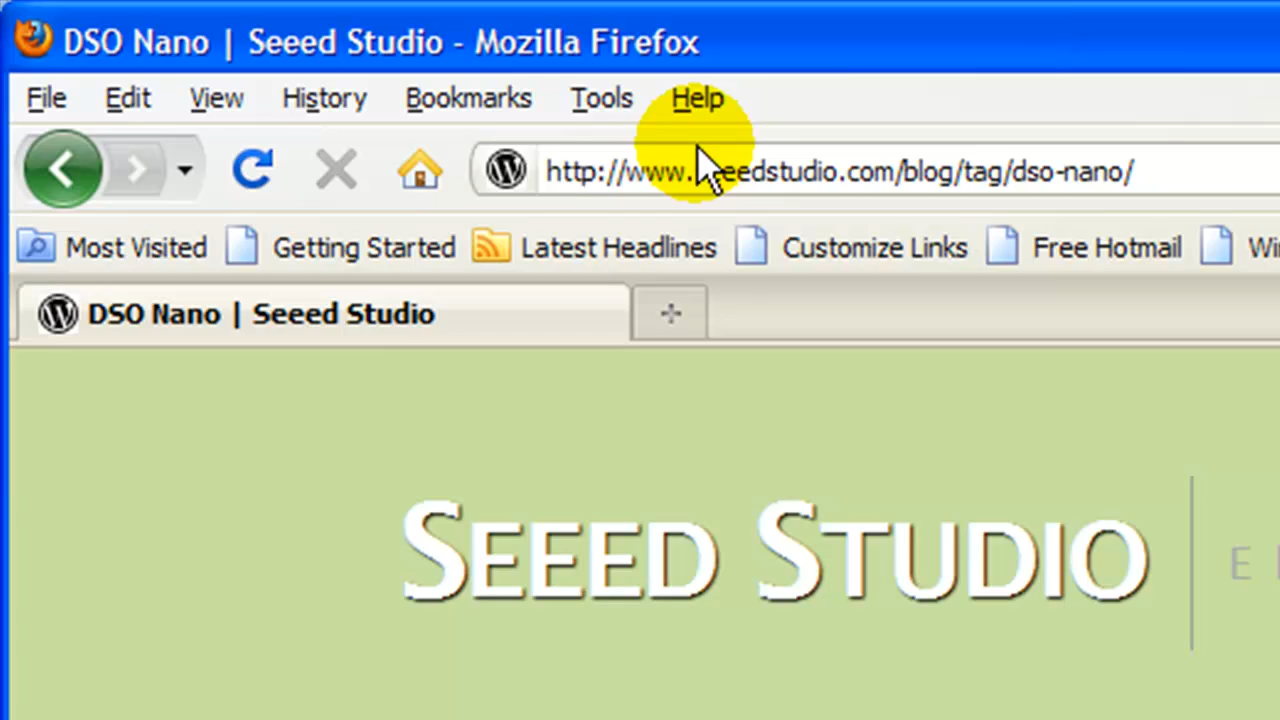 DSO Nano | Seeed Studio - Mozilla Firefox
File Edit View History Bookmarks Tools Help
http://www.seeedstudio.com/blog/tag/dso-nano/
Most Visited Getting Started Latest Headlines Customize Links Free Hotmail
DSO Nano | Seeed Studio
SEEED STUDIO